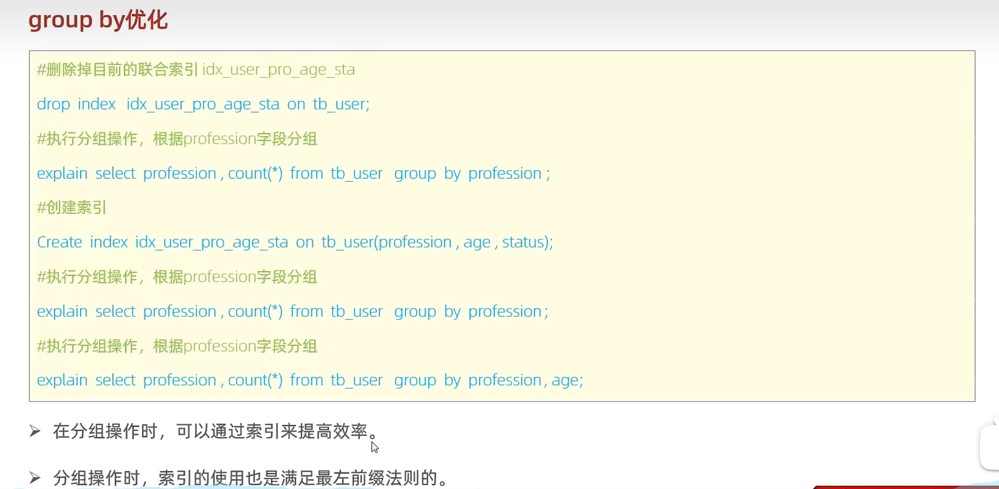 group by优化
#删除掉目前的联合索引 idx_user_pro_age_sta
drop index idx_user_pro_age_sta on tb_user;
#执行分组操作，根据profession字段分组
explain select profession , count(*) from tb_user group by profession ;
#创建索引
Create index idx_user_pro_age_sta on tb_user(profession , age , status);
#执行分组操作，根据profession字段分组
explain select profession , count(*) from tb_user group by profession ;
#执行分组操作，根据profession字段分组
explain select profession , count(*) from tb_user group by profession , age;
➢ 在分组操作时，可以通过索引来提高效率。
➢ 分组操作时，索引的使用也是满足最左前缀法则的。